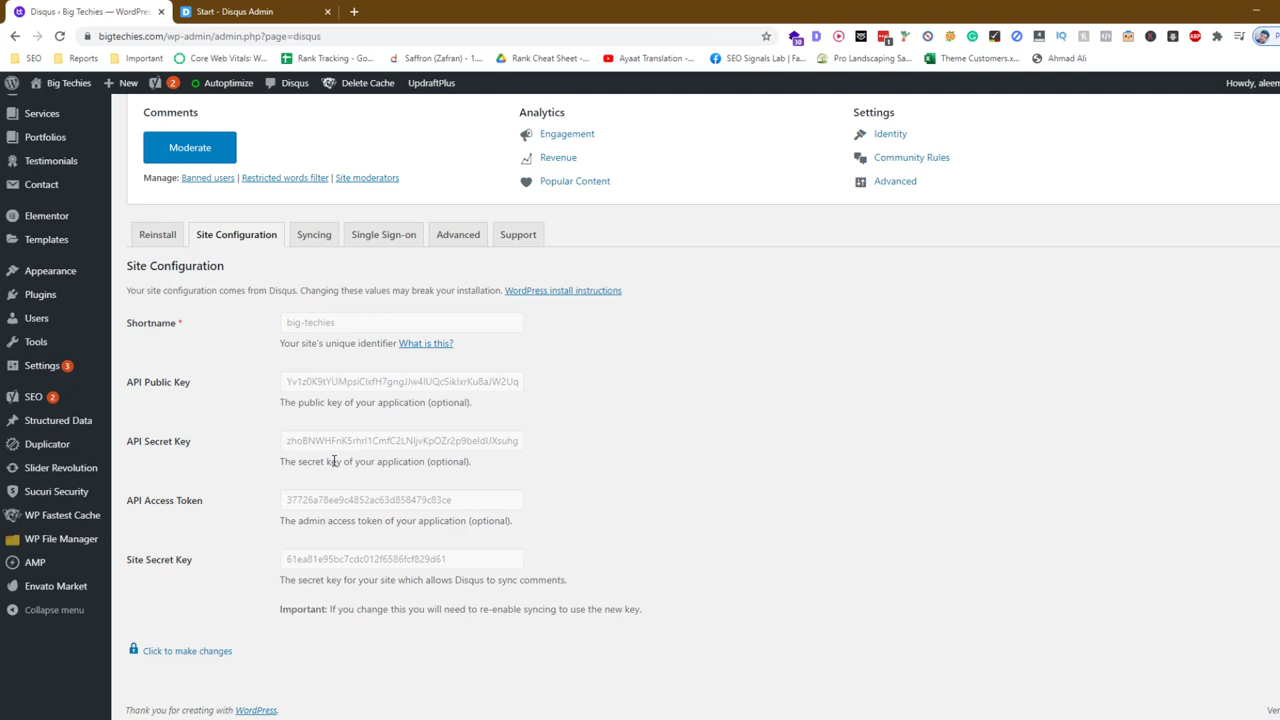 Disqus ‹ Big Techies — WordPres
Start - Disqus Admin
bigtechies.com/wp-admin/admin.php?page=disqus
SEO
Reports
Important
Core Web Vitals: W...
Rank Tracking - Go...
Saffron (Zafran) - 1....
Rank Cheat Sheet -...
Ayaat Translation -...
SEO Signals Lab | Fa...
Pro Landscaping Sa...
Theme Customers.x...
Ahmad Ali
Big Techies
New
2
Autoptimize
Disqus
Delete Cache
UpdraftPlus
Howdy, aleem
Services
Portfolios
Testimonials
Contact
Elementor
Templates
Appearance
Plugins
Users
Tools
Settings 3
SEO 2
Structured Data
Duplicator
Slider Revolution
Sucuri Security
WP Fastest Cache
WP File Manager
AMP
Envato Market
Collapse menu
Comments
Moderate
Manage: Banned users | Restricted words filter | Site moderators
Analytics
Engagement
Revenue
Popular Content
Settings
Identity
Community Rules
Advanced
Reinstall
Site Configuration
Syncing
Single Sign-on
Advanced
Support
Site Configuration
Your site configuration comes from Disqus. Changing these values may break your installation. WordPress install instructions
Shortname *
big-techies
Your site's unique identifier What is this?
API Public Key
The public key of your application (optional).
API Secret Key
The secret key of your application (optional).
API Access Token
37726a78ee9c4852ac63d858479c83ce
The admin access token of your application (optional).
Site Secret Key
61ea81e95bc7cdc012f6586fcf829d61
The secret key for your site which allows Disqus to sync comments.
Important: If you change this you will need to re-enable syncing to use the new key.
Click to make changes
Thank you for creating with WordPress.
Ver